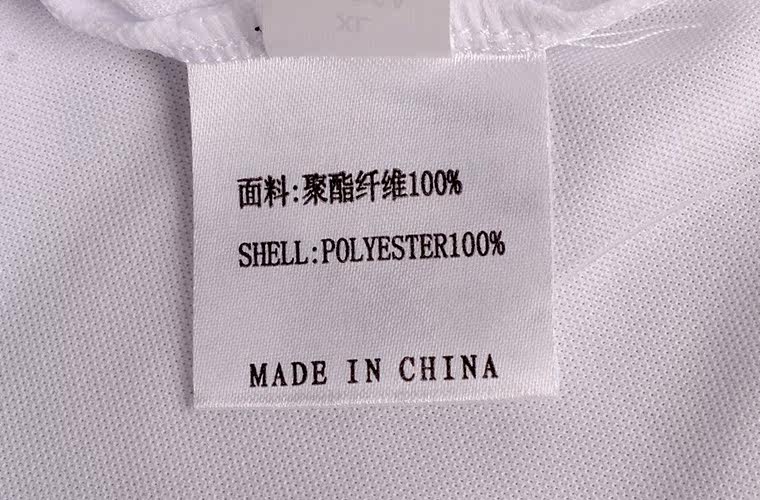 面料:聚酯纤维100%
SHELL:POLYESTER100%
MADE IN CHINA